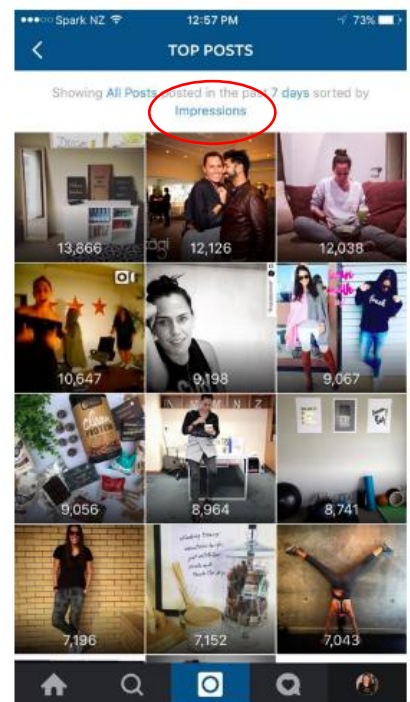 Spark NZ 12:57 PM 73%
TOP POSTS
Showing All Posts posted in the past 7 days sorted by
Impressions
13,866 12,126 12,038
10,647 9,198 9,067
clean
PROTEIN
9,056 8,964 8,741
7,196 7,152 7,043